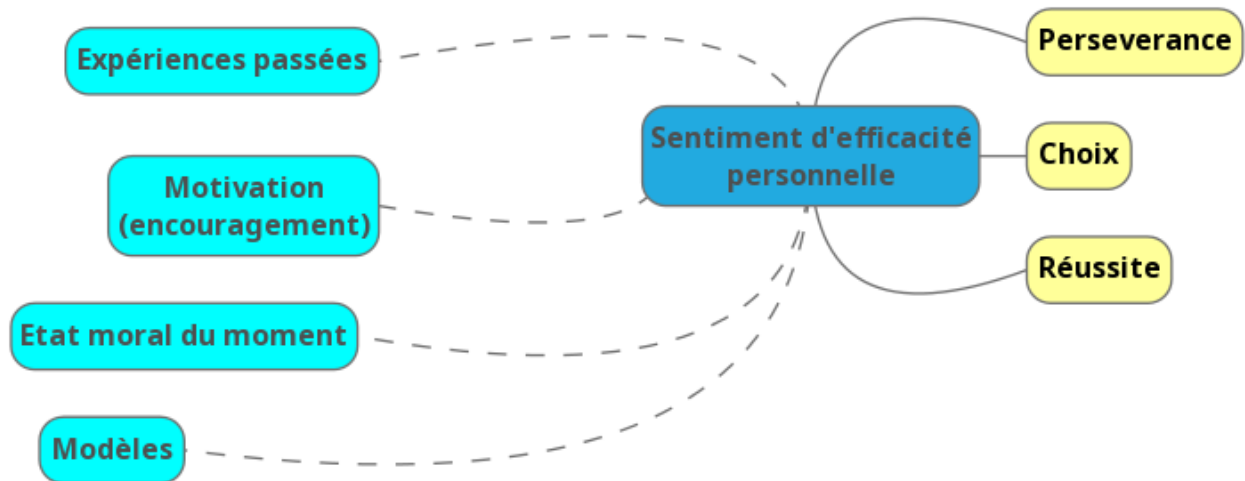 Expériences passées
Motivation
(encouragement)
Etat moral du moment
Modèles
Sentiment d'efficacité
personnelle
Perseverance
Choix
Réussite